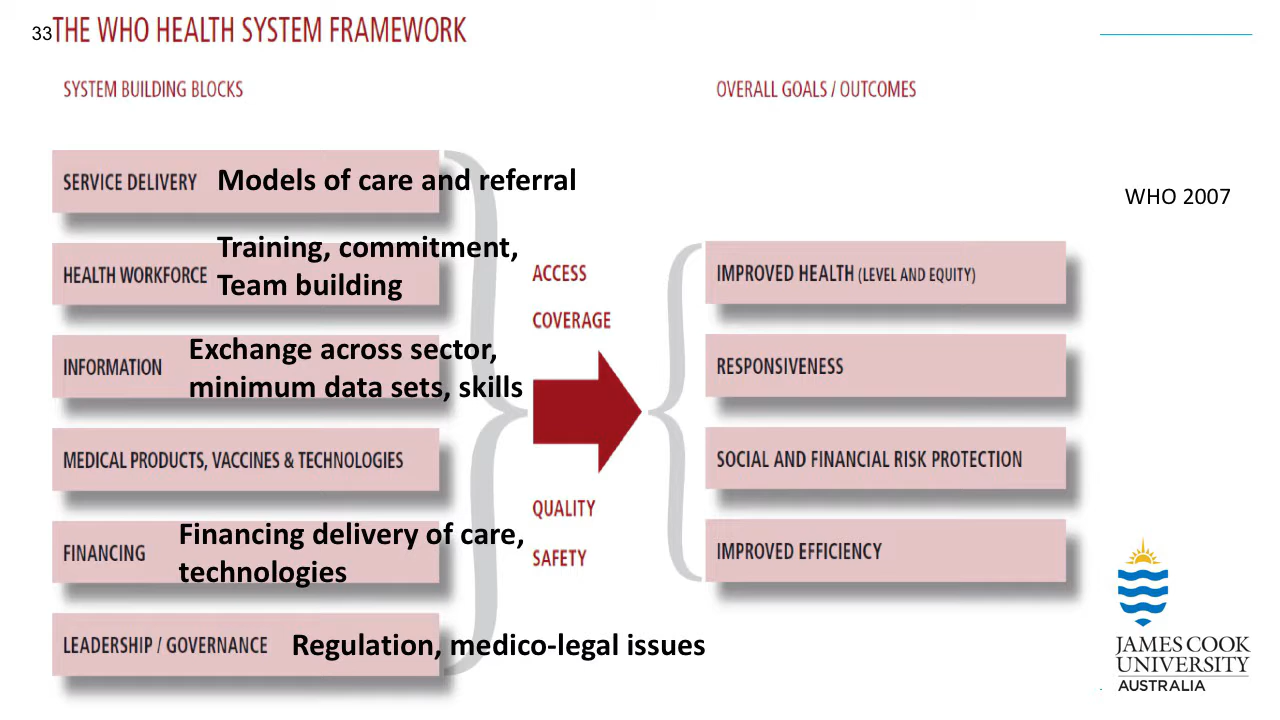 33
THE WHO HEALTH SYSTEM FRAMEWORK
SYSTEM BUILDING BLOCKS
SERVICE DELIVERY Models of care and referral
HEALTH WORKFORCE Training, commitment,
Team building
INFORMATION Exchange across sector,
minimum data sets, skills
MEDICAL PRODUCTS, VACCINES & TECHNOLOGIES
FINANCING Financing delivery of care,
technologies
LEADERSHIP / GOVERNANCE Regulation, medico-legal issues
ACCESS
COVERAGE
QUALITY
SAFETY
OVERALL GOALS / OUTCOMES
IMPROVED HEALTH (LEVEL AND EQUITY)
RESPONSIVENESS
SOCIAL AND FINANCIAL RISK PROTECTION
IMPROVED EFFICIENCY
WHO 2007
JAMES COOK
UNIVERSITY
AUSTRALIA